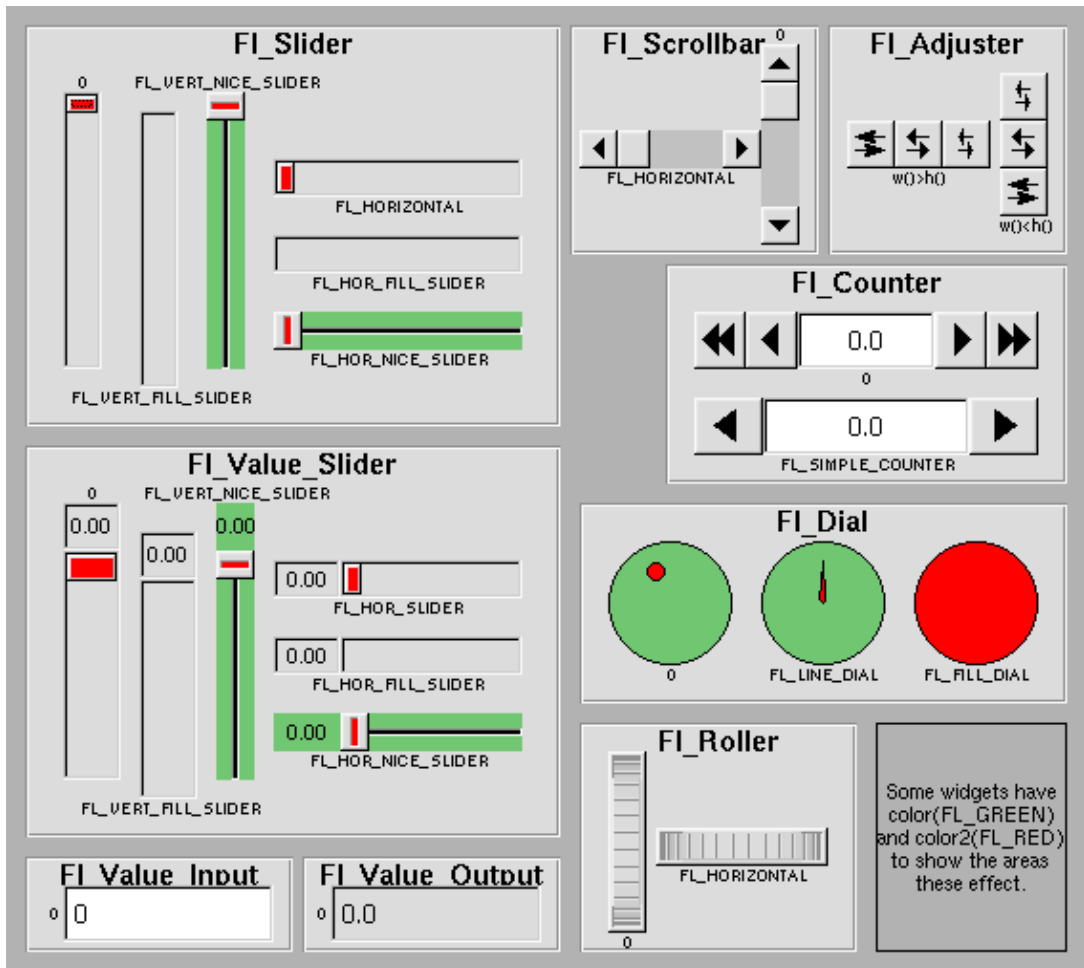 Fl_Slider
0
FL_VERT_NICE_SLIDER
FL_HORIZONTAL
FL_HOR_FILL_SLIDER
FL_HOR_NICE_SLIDER
FL_VERT_FILL_SLIDER
Fl_Scrollbar
0
FL_HORIZONTAL
Fl_Adjuster
w()>h()
w()<h()
Fl_Counter
0.0
0
0.0
FL_SIMPLE_COUNTER
Fl_Value_Slider
0
FL_VERT_NICE_SLIDER
0.00
0.00
0.00
0.00
FL_HOR_SLIDER
0.00
FL_HOR_FILL_SLIDER
0.00
FL_HOR_NICE_SLIDER
FL_VERT_FILL_SLIDER
Fl_Dial
0
FL_LINE_DIAL
FL_FILL_DIAL
Fl_Roller
FL_HORIZONTAL
0
Some widgets have
color(FL_GREEN)
and color2(FL_RED)
to show the areas
these effect.
Fl_Value_Input
0
0
Fl_Value_Output
0
0.0